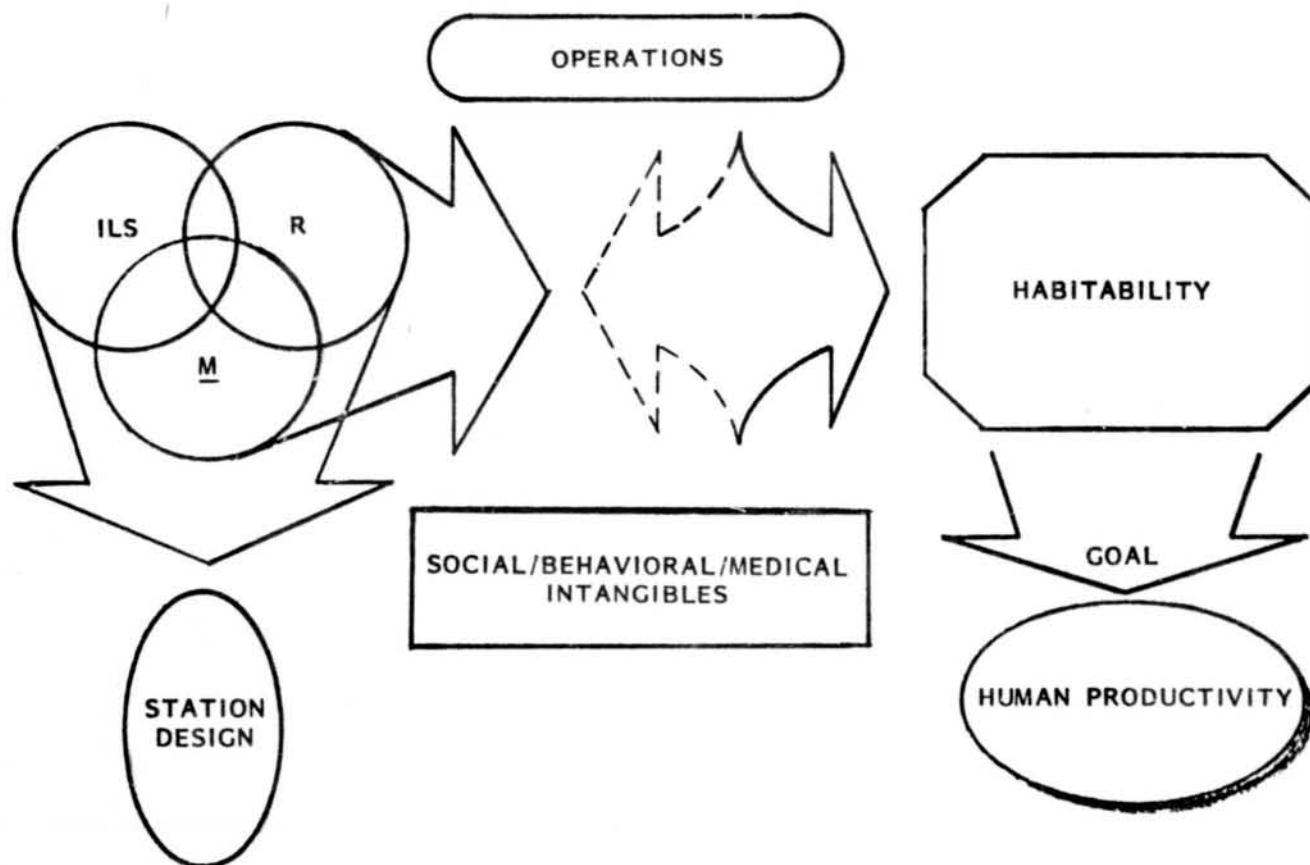 OPERATIONS
ILS
R
M
HABITABILITY
SOCIAL/BEHAVIORAL/MEDICAL
INTANGIBLES
GOAL
STATION
DESIGN
HUMAN PRODUCTIVITY